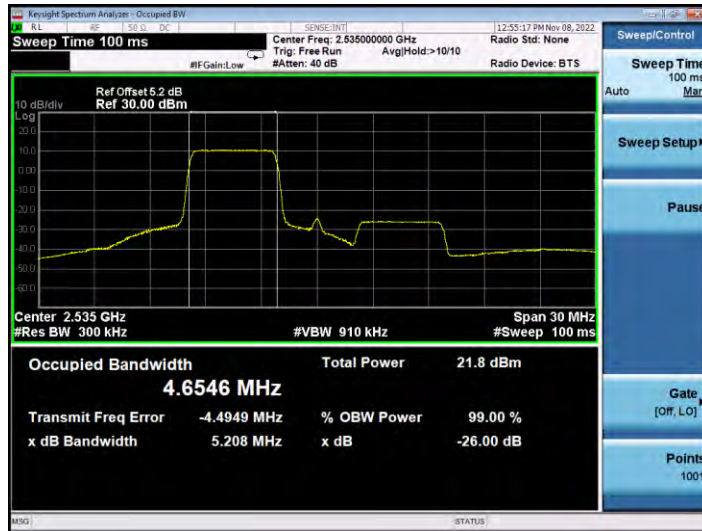 Keysight Spectrum Analyzer - Occupied BW
RL RF 50 Ω DC SENSE:INT 12:55:17 PM Nov 08, 2022
Sweep Time 100 ms
Center Freq: 2.535000000 GHz
Radio Std: None
Trig: Free Run Avg|Hold:>10/10
#IFGain:Low #Atten: 40 dB Radio Device: BTS
Ref Offset 5.2 dB
10 dB/div Ref 30.00 dBm
Log
20.0
10.0
0.00
-10.0
-20.0
-30.0
-40.0
-50.0
-60.0
Center 2.535 GHz Span 30 MHz
#Res BW 300 kHz #VBW 910 kHz #Sweep 100 ms
Occupied Bandwidth Total Power 21.8 dBm
4.6546 MHz
Transmit Freq Error -4.4949 MHz % OBW Power 99.00 %
x dB Bandwidth 5.208 MHz x dB -26.00 dB
MSG STATUS
Sweep/Control
Sweep Time
100 ms
Auto Man
Sweep Setup
Pause
Gate
[Off, LO]
Points
1001